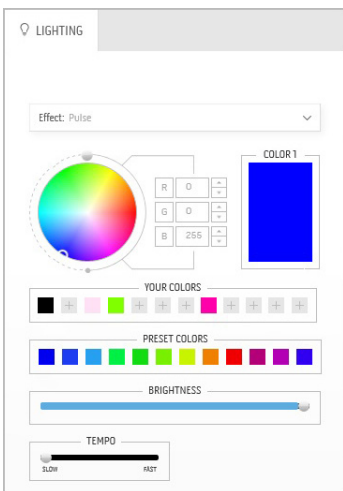 LIGHTING
Effect: Pulse
COLOR 1
R 0
G 0
B 255
YOUR COLORS
PRESET COLORS
BRIGHTNESS
TEMPO
SLOW FAST